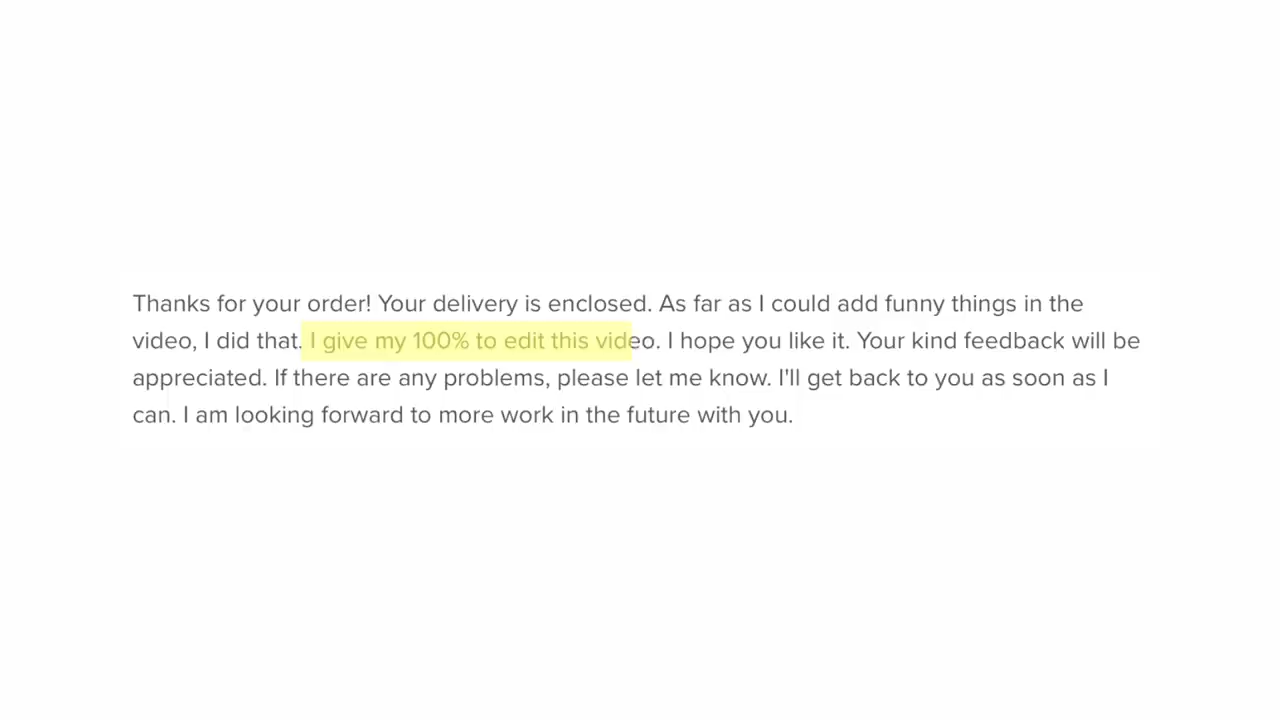 Thanks for your order! Your delivery is enclosed. As far as I could add funny things in the
video, I did that. I give my 100% to edit this video. I hope you like it. Your kind feedback will be
appreciated. If there are any problems, please let me know. I'll get back to you as soon as I
can. I am looking forward to more work in the future with you.